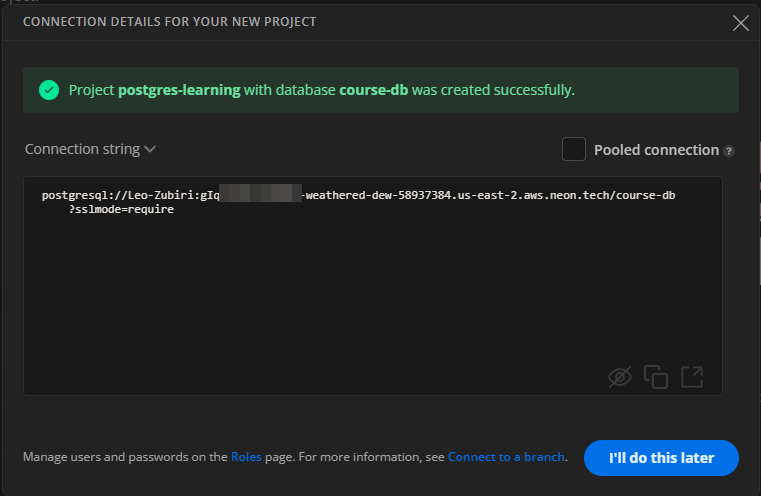 CONNECTION DETAILS FOR YOUR NEW PROJECT
Project postgres-learning with database course-db was created successfully.
Connection string
Pooled connection ?
postgresql://Leo-Zubiri:gIq -weathered-dew-58937384.us-east-2.aws.neon.tech/course-db
?sslmode=require
Manage users and passwords on the Roles page. For more information, see Connect to a branch.
I'll do this later